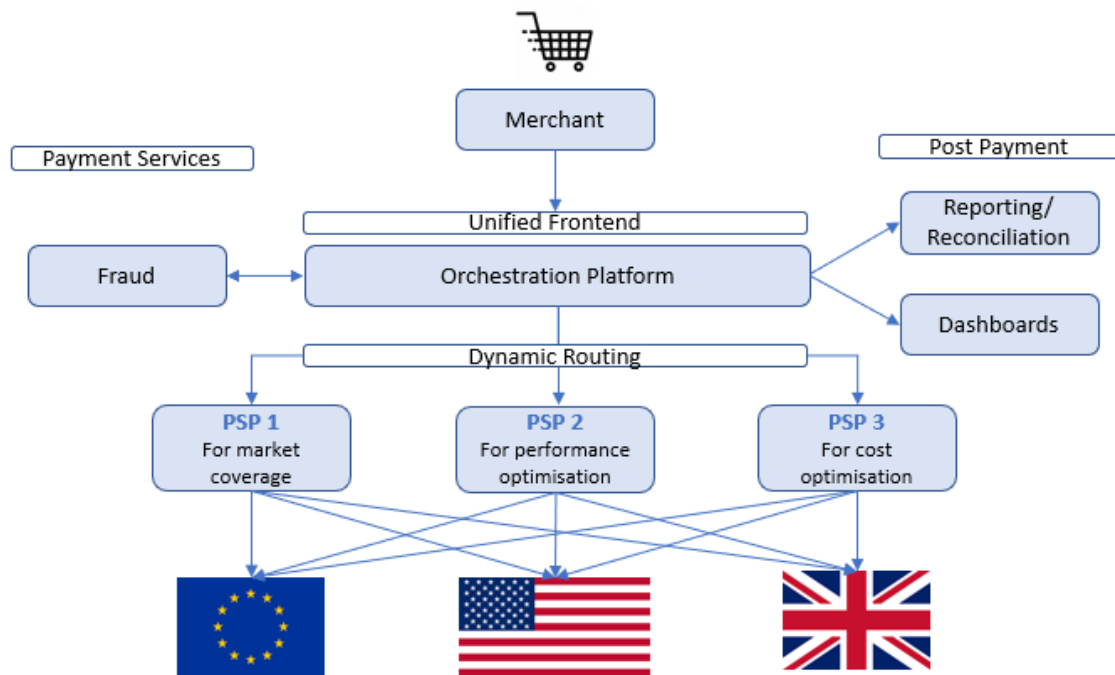 Merchant
Payment Services
Post Payment
Unified Frontend
Reporting/
Reconciliation
Fraud
Orchestration Platform
Dashboards
Dynamic Routing
PSP 1
For market
coverage
PSP 2
For performance
optimisation
PSP 3
For cost
optimisation